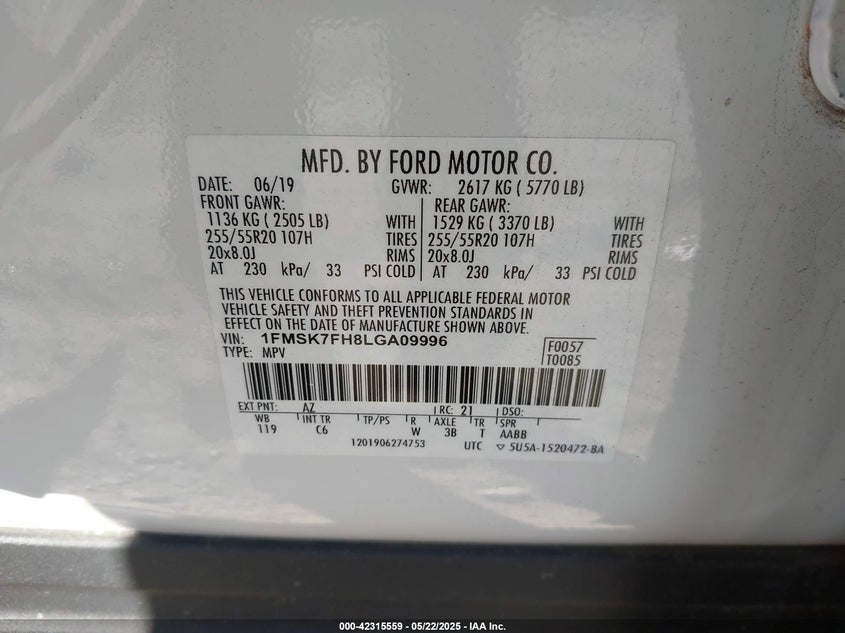 MFD. BY FORD MOTOR CO.
DATE: 06/19 GVWR: 2617 KG ( 5770 LB)
FRONT GAWR: REAR GAWR:
1136 KG ( 2505 LB) WITH 1529 KG ( 3370 LB) WITH
255/55R20 107H TIRES 255/55R20 107H TIRES
20x8.0J RIMS 20x8.0J RIMS
AT 230 kPa/ 33 PSI COLD AT 230 kPa/ 33 PSI COLD
THIS VEHICLE CONFORMS TO ALL APPLICABLE FEDERAL MOTOR
VEHICLE SAFETY AND THEFT PREVENTION STANDARDS IN
EFFECT ON THE DATE OF MANUFACTURE SHOWN ABOVE.
VIN: 1FMSK7FH8LGA09996 F0057
TYPE: MPV T0085
EXT PNT: AZ RC: 21 DSO:
WB INT TR TP/PS R AXLE TR SPR
119 C6 W 3B T AABB
1201906274753 UTC ▽ 5U5A-1520472-BA
000-42315559 - 05/22/2025 - IAA Inc.